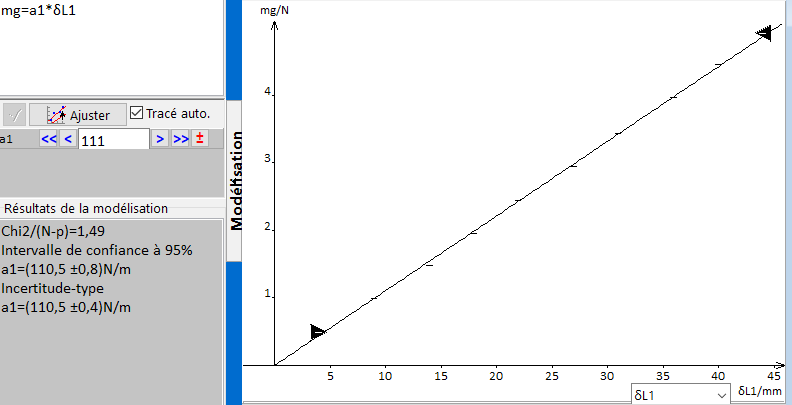 mg=a1*δL1
Ajuster
Tracé auto.
a1 << < 111 > >> ±
Résultats de la modélisation
Chi2/(N-p)=1,49
Intervalle de confiance à 95%
a1=(110,5 ±0,8)N/m
Incertitude-type
a1=(110,5 ±0,4)N/m
Modélisation
mg/N
4
3
2
1
5 10 15 20 25 30 35 40 45
δL1/mm
δL1